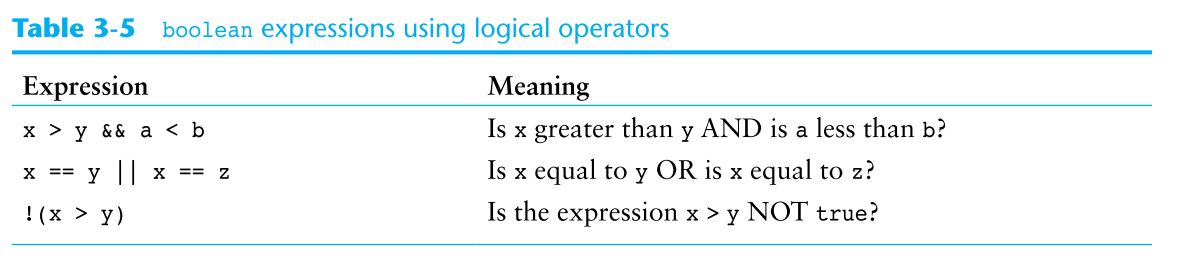 Table 3-5 boolean expressions using logical operators
Expression Meaning
x > y && a < b Is x greater than y AND is a less than b?
x == y || x == z Is x equal to y OR is x equal to z?
!(x > y) Is the expression x > y NOT true?